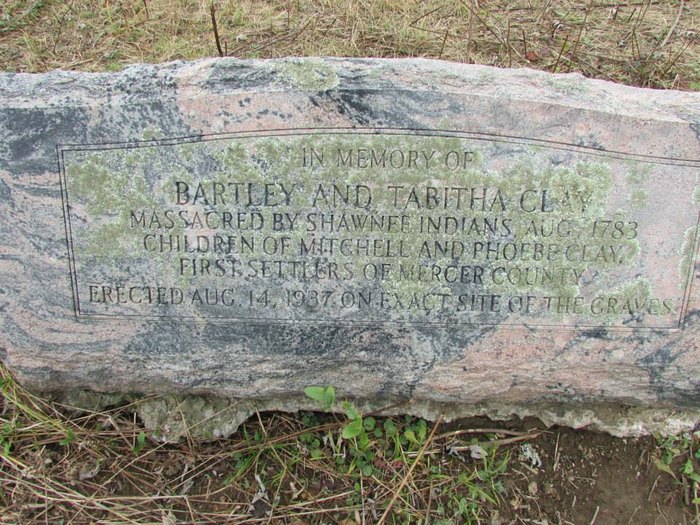 IN MEMORY OF
BARTLEY AND TABITHA CLAY
MASSACRED BY SHAWNEE INDIANS, AUG. 1783
CHILDREN OF MITCHELL AND PHOEBE CLAY,
FIRST SETTLERS OF MERCER COUNTY
ERECTED AUG. 14, 1937 ON EXACT SITE OF THE GRAVES